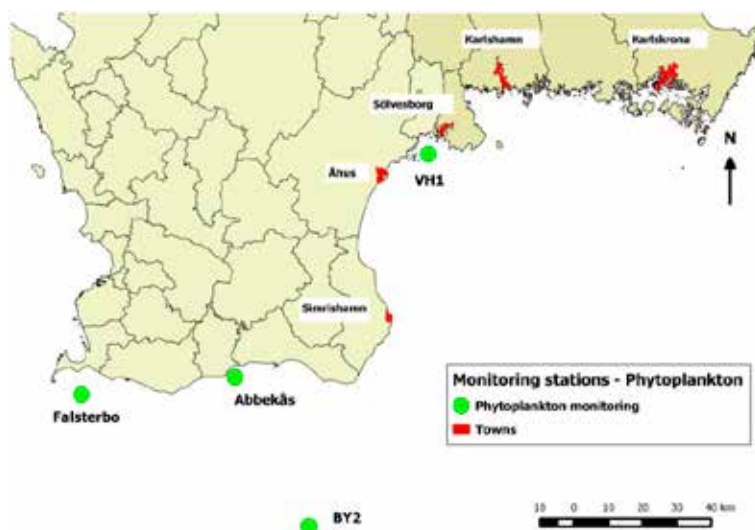 Karlshamn
Karlskrona
Sölvesborg
N
Åhus
VH1
Simrishamn
Monitoring stations - Phytoplankton
Phytoplankton monitoring
Towns
Abbekås
Falsterbo
BY2
10 0 10 20 30 40 km